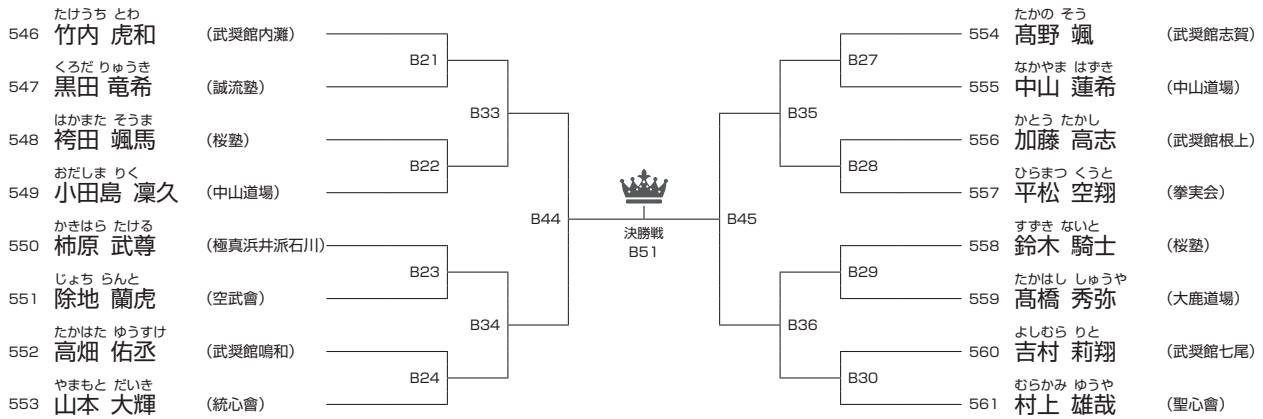 たけうち とわ
546 竹内 虎和 (武奨館内灘)
くろだ りゅうき
547 黒田 竜希 (誠流塾)
はかまた そうま
548 袴田 颯馬 (桜塾)
おだしま りく
549 小田島 凜久 (中山道場)
かきはら たける
550 柿原 武尊 (極真浜井派石川)
じょち らんと
551 除地 蘭虎 (空武會)
たかはた ゆうすけ
552 高畑 佑丞 (武奨館鳴和)
やまもと だいき
553 山本 大輝 (統心會)
B21
B22
B23
B24
B33
B34
B44
決勝戦
B51
B45
B35
B36
B27
B28
B29
B30
たかの そう
554 髙野 颯 (武奨館志賀)
なかやま はずき
555 中山 蓮希 (中山道場)
かとう たかし
556 加藤 高志 (武奨館根上)
ひらまつ くうと
557 平松 空翔 (拳実会)
すずき ないと
558 鈴木 騎士 (桜塾)
たかはし しゅうや
559 髙橋 秀弥 (大鹿道場)
よしむら りと
560 吉村 莉翔 (武奨館七尾)
むらかみ ゆうや
561 村上 雄哉 (聖心會)